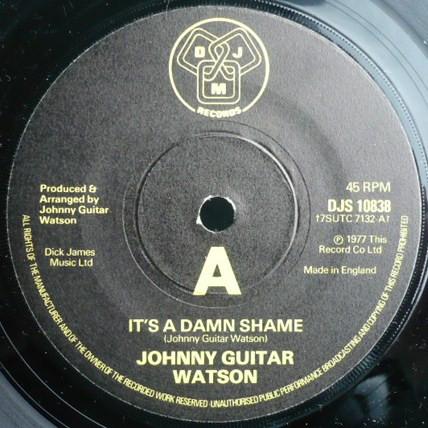 D J
M
RECORDS
Produced &
Arranged by
Johnny Guitar
Watson
45 RPM
DJS 10838
†7SUTC 7132-A†
℗ 1977 This
Record Co Ltd
Dick James
Music Ltd
Made in England
A
IT'S A DAMN SHAME
(Johnny Guitar Watson)
JOHNNY GUITAR
WATSON
ALL RIGHTS OF THE MANUFACTURER AND OF THE OWNER OF THE RECORDED WORK RESERVED UNAUTHORISED PUBLIC PERFORMANCE BROADCASTING AND COPYING OF THIS RECORD PROHIBITED